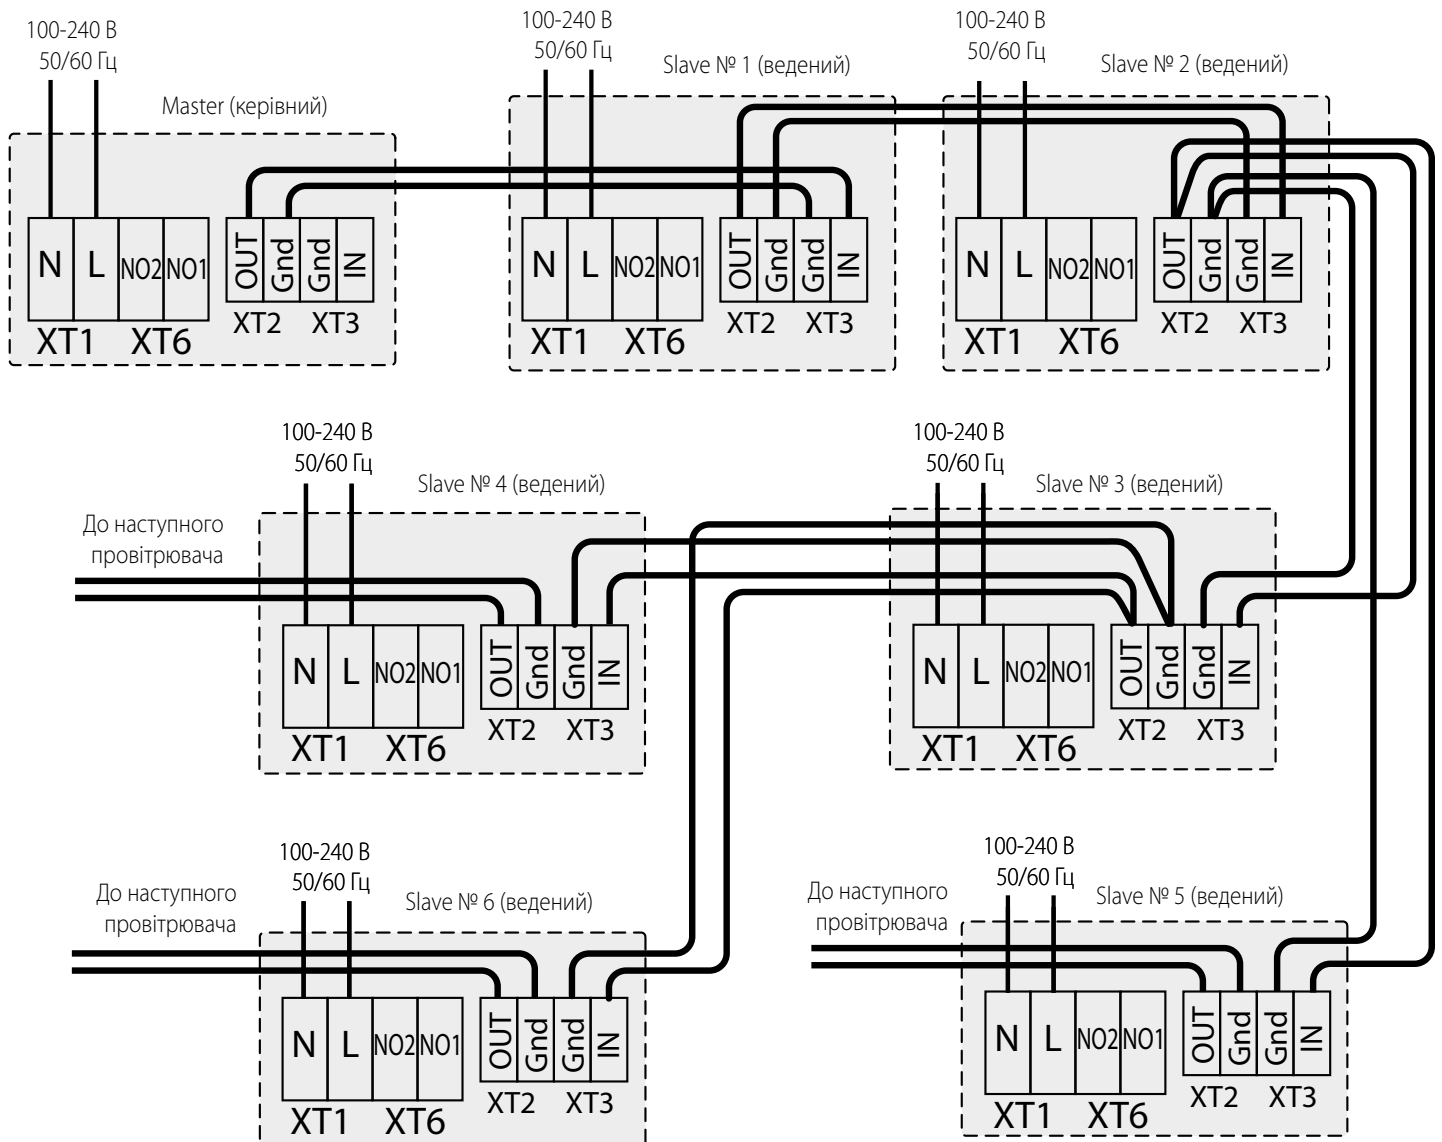 100-240 В
50/60 Гц
Master (керівний)
N L NO2 NO1 OUT Gnd Gnd IN
XT1 XT6 XT2 XT3
100-240 В
50/60 Гц
Slave № 1 (ведений)
N L NO2 NO1 OUT Gnd Gnd IN
XT1 XT6 XT2 XT3
100-240 В
50/60 Гц
Slave № 2 (ведений)
N L NO2 NO1 OUT Gnd Gnd IN
XT1 XT6 XT2 XT3
100-240 В
50/60 Гц
Slave № 4 (ведений)
До наступного
провітрювача
N L NO2 NO1 OUT Gnd Gnd IN
XT1 XT6 XT2 XT3
100-240 В
50/60 Гц
Slave № 3 (ведений)
N L NO2 NO1 OUT Gnd Gnd IN
XT1 XT6 XT2 XT3
100-240 В
50/60 Гц
Slave № 6 (ведений)
До наступного
провітрювача
N L NO2 NO1 OUT Gnd Gnd IN
XT1 XT6 XT2 XT3
100-240 В
50/60 Гц
Slave № 5 (ведений)
До наступного
провітрювача
N L NO2 NO1 OUT Gnd Gnd IN
XT1 XT6 XT2 XT3